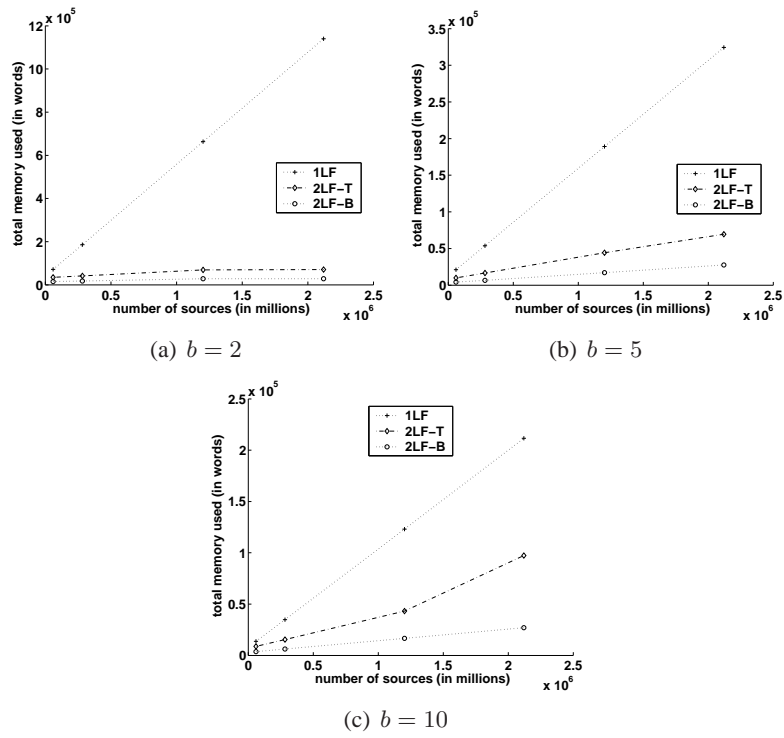 x 10^5
12
10
8
6
4
2
0
total memory used (in words)
1LF
2LF−T
2LF−B
0
0.5
1
1.5
2
2.5
x 10^6
number of sources (in millions)
(a) b = 2
x 10^5
3.5
3
2.5
2
1.5
1
0.5
0
total memory used (in words)
1LF
2LF−T
2LF−B
0
0.5
1
1.5
2
2.5
x 10^6
number of sources (in millions)
(b) b = 5
x 10^5
2.5
2
1.5
1
0.5
0
total memory used (in words)
1LF
2LF−T
2LF−B
0
0.5
1
1.5
2
2.5
x 10^6
number of sources (in millions)
(c) b = 10